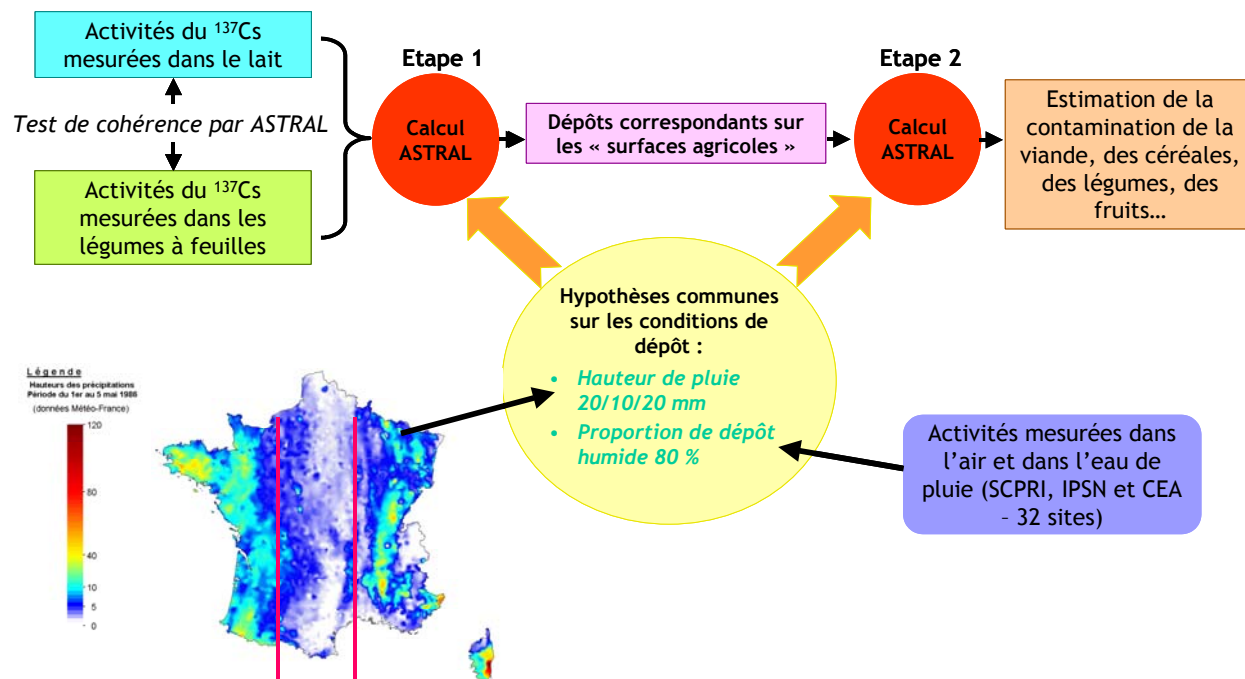 Activités du ¹³⁷Cs
mesurées dans le lait
Test de cohérence par ASTRAL
Activités du ¹³⁷Cs
mesurées dans les
légumes à feuilles
Etape 1
Calcul
ASTRAL
Dépôts correspondants sur
les « surfaces agricoles »
Etape 2
Calcul
ASTRAL
Estimation de la
contamination de la
viande, des céréales,
des légumes, des
fruits…
Hypothèses communes
sur les conditions de
dépôt :
• Hauteur de pluie
20/10/20 mm
• Proportion de dépôt
humide 80 %
Activités mesurées dans
l’air et dans l’eau de
pluie (SCPRI, IPSN et CEA
– 32 sites)
Légende
Hauteurs des précipitations
Période du 1er au 5 mai 1986
(données Météo-France)
120
80
40
10
5
0